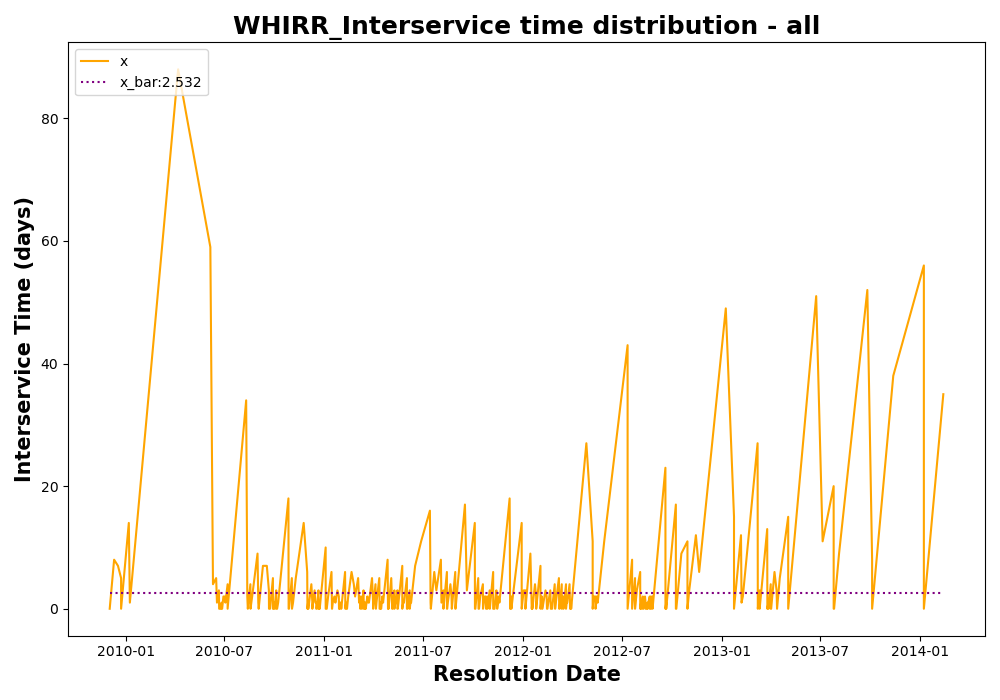 WHIRR_Interservice time distribution - all
x
x_bar:2.532
Interservice Time (days)
80
60
40
20
0
2010-01 2010-07 2011-01 2011-07 2012-01 2012-07 2013-01 2013-07 2014-01
Resolution Date